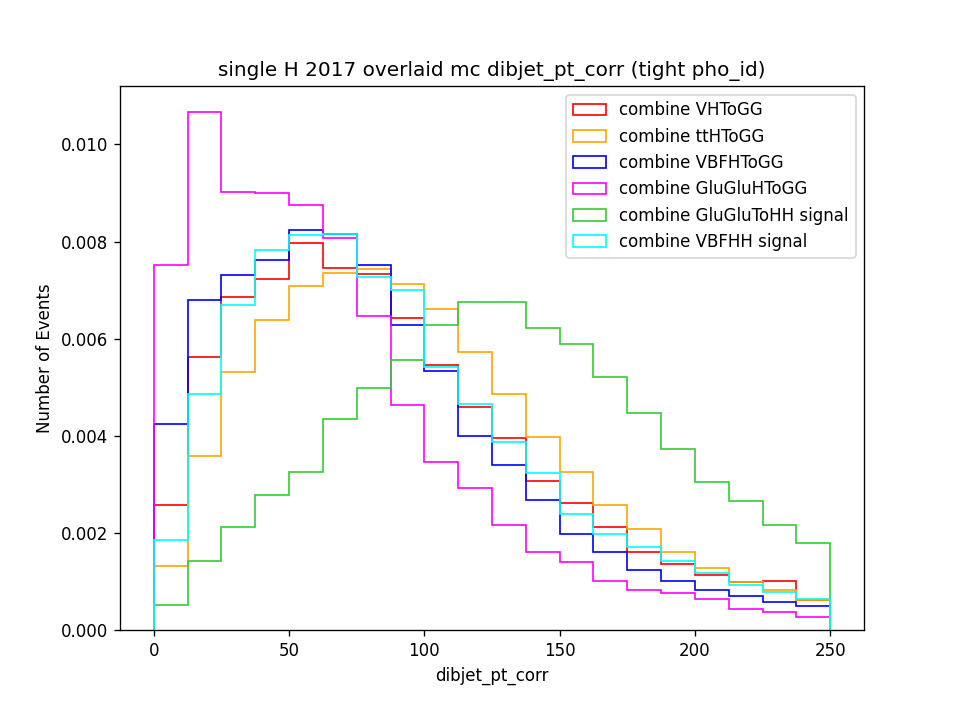 single H 2017 overlaid mc dibjet_pt_corr (tight pho_id)
combine VHToGG
combine ttHToGG
combine VBFHToGG
combine GluGluHToGG
combine GluGluToHH signal
combine VBFHH signal
Number of Events
0.010
0.008
0.006
0.004
0.002
0.000
0
50
100
150
200
250
dibjet_pt_corr